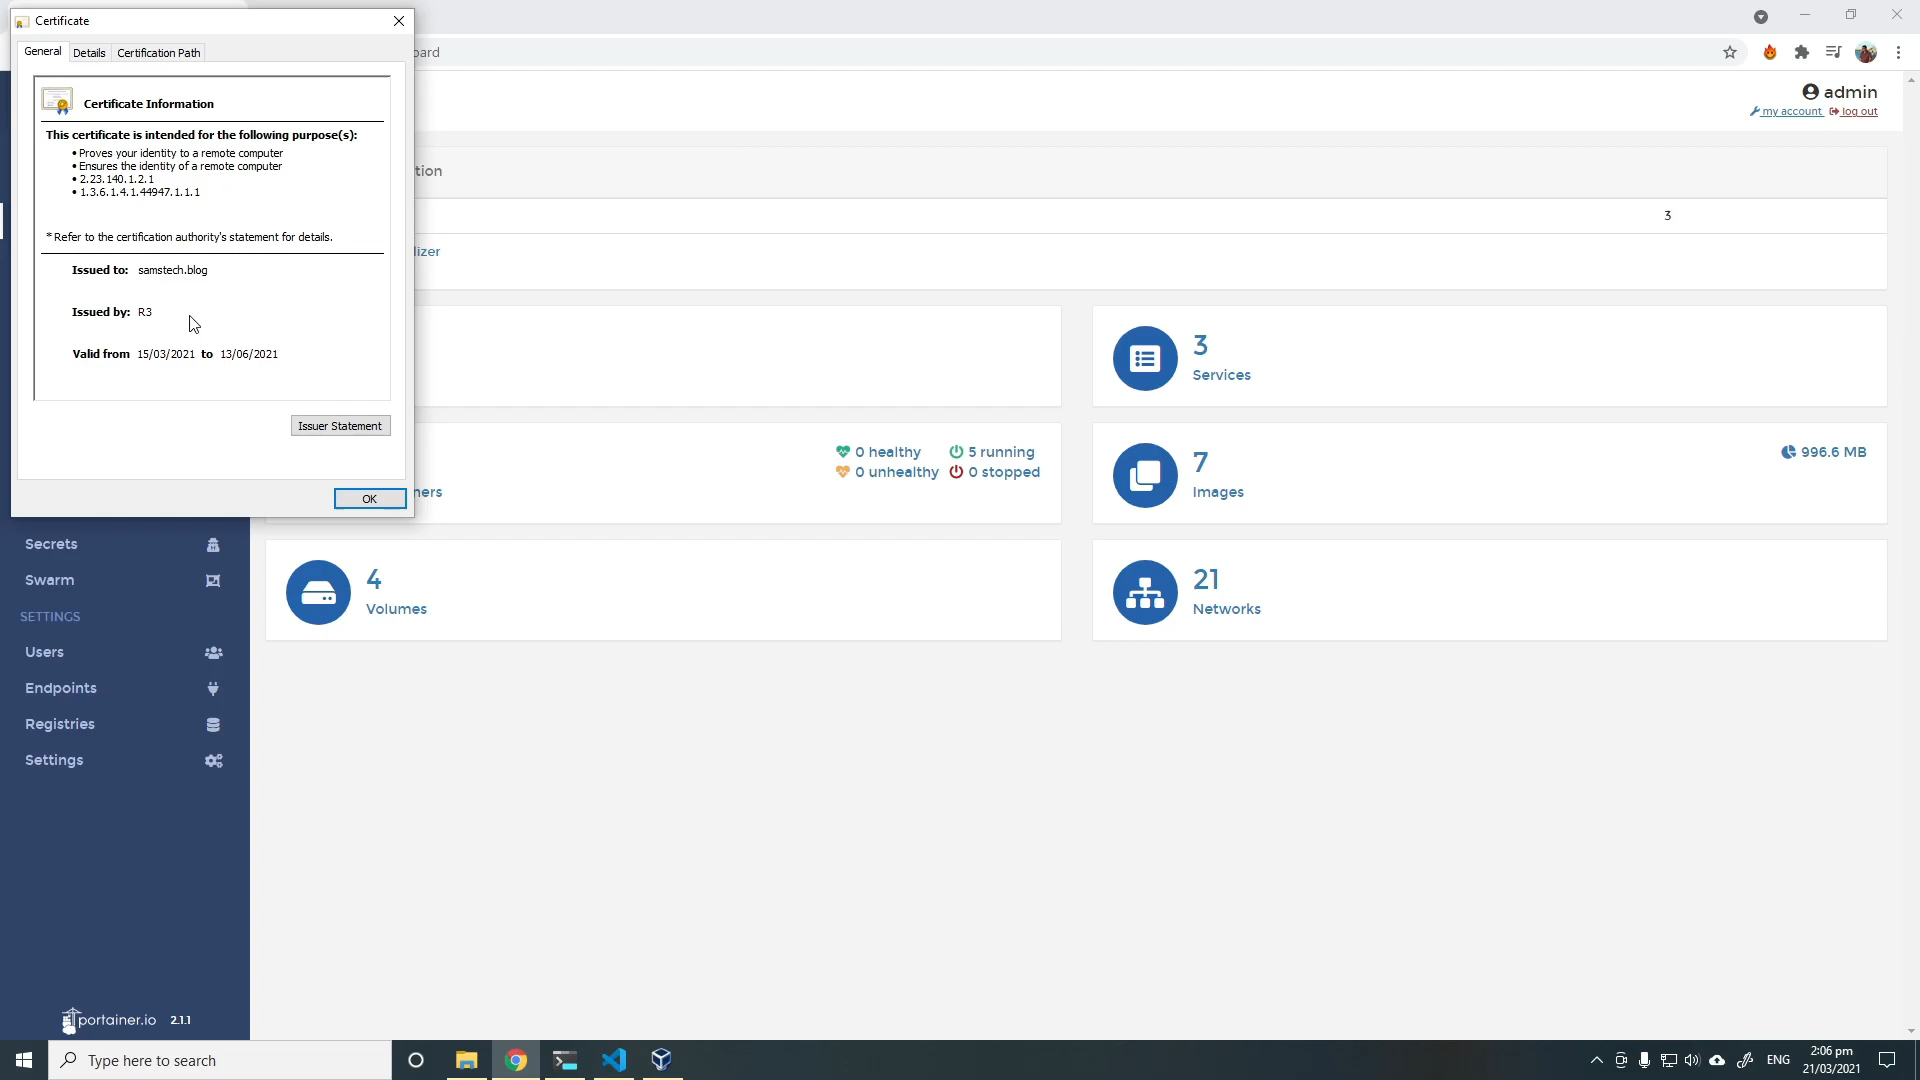 Certificate
General
Details
Certification Path
Certificate Information
This certificate is intended for the following purpose(s):
• Proves your identity to a remote computer
• Ensures the identity of a remote computer
• 2.23.140.1.2.1
• 1.3.6.1.4.1.44947.1.1.1
* Refer to the certification authority's statement for details.
Issued to: samstech.blog
Issued by: R3
Valid from 15/03/2021 to 13/06/2021
Issuer Statement
OK
oard
admin
my account
log out
tion
3
lizer
3
Services
0 healthy
5 running
0 unhealthy
0 stopped
ners
7
Images
996.6 MB
4
Volumes
21
Networks
Secrets
Swarm
SETTINGS
Users
Endpoints
Registries
Settings
portainer.io 2.1.1
Type here to search
ENG
2:06 pm
21/03/2021